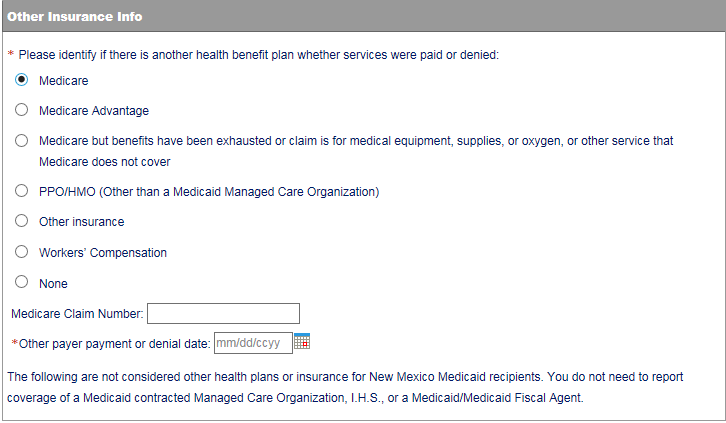 Other Insurance Info
* Please identify if there is another health benefit plan whether services were paid or denied:
Medicare
Medicare Advantage
Medicare but benefits have been exhausted or claim is for medical equipment, supplies, or oxygen, or other service that
Medicare does not cover
PPO/HMO (Other than a Medicaid Managed Care Organization)
Other insurance
Workers' Compensation
None
Medicare Claim Number:
*Other payer payment or denial date: mm/dd/ccyy
The following are not considered other health plans or insurance for New Mexico Medicaid recipients. You do not need to report
coverage of a Medicaid contracted Managed Care Organization, I.H.S., or a Medicaid/Medicaid Fiscal Agent.